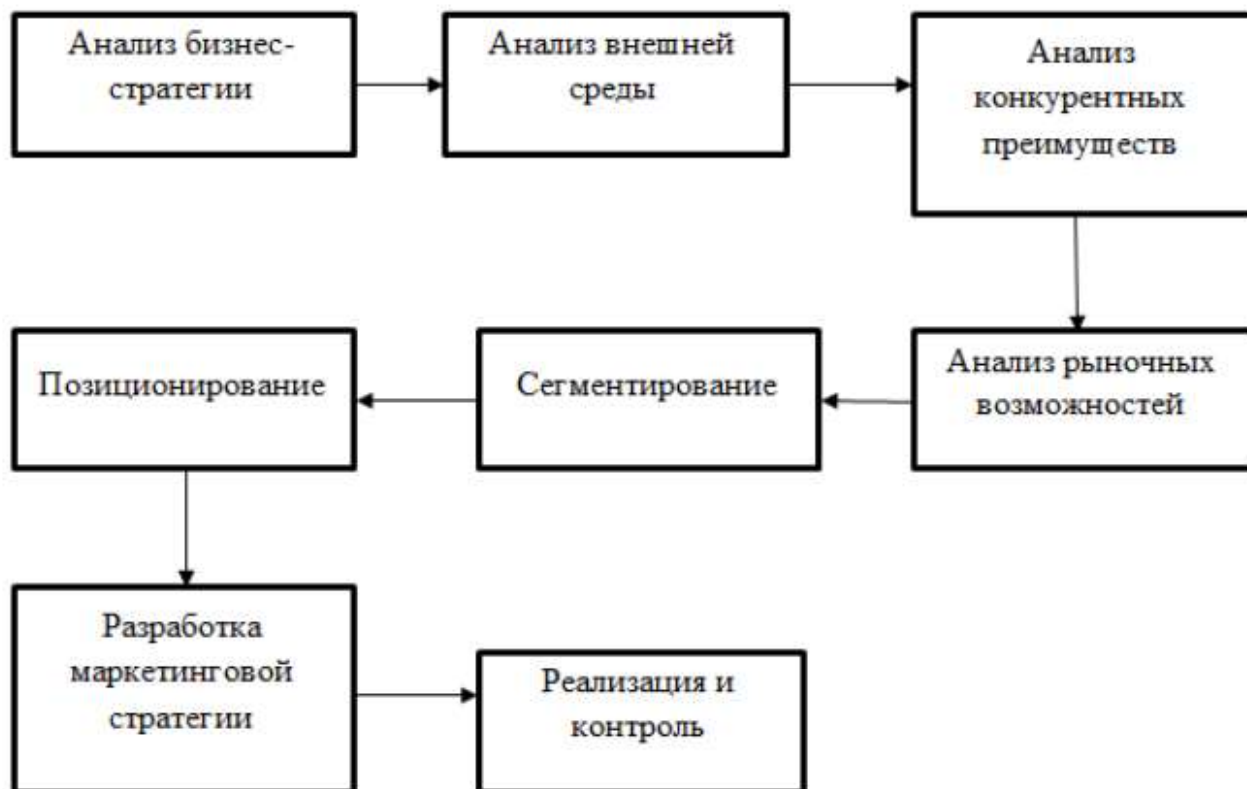 Анализ бизнес-
стратегии
Анализ внешней
среды
Анализ
конкурентных
преимуществ
Анализ рыночных
возможностей
Сегментирование
Позиционирование
Разработка
маркетинговой
стратегии
Реализация и
контроль